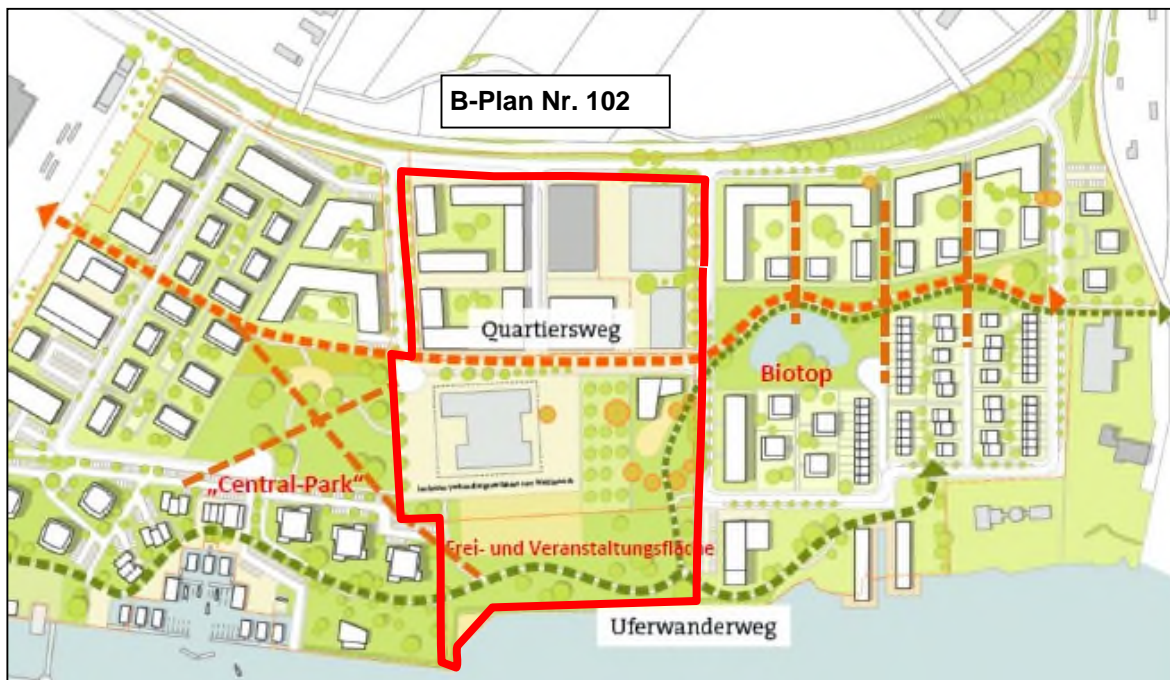 B-Plan Nr. 102
Quartiersweg
Biotop
„Central-Park“
Frei- und Veranstaltungsfläche
Uferwanderweg